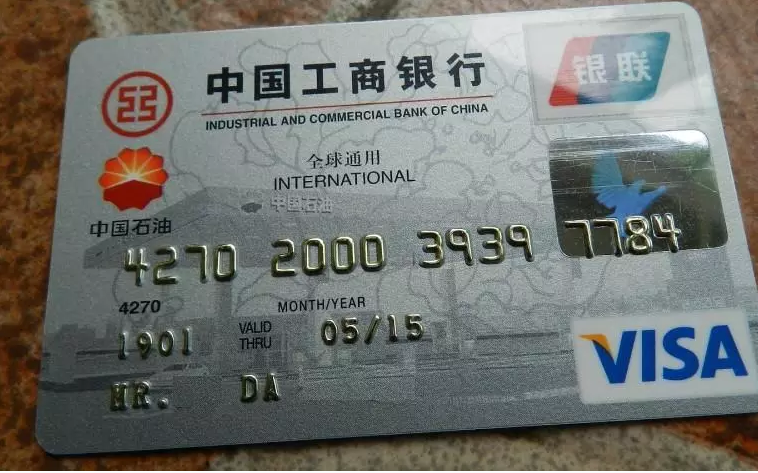 中国工商银行
INDUSTRIAL AND COMMERCIAL BANK OF CHINA
银联
全球通用
INTERNATIONAL
中国石油
中国石油
4270 2000 3939 7784
4270
MONTH/YEAR
1901 VALID THRU 05/15
MR. DA
VISA